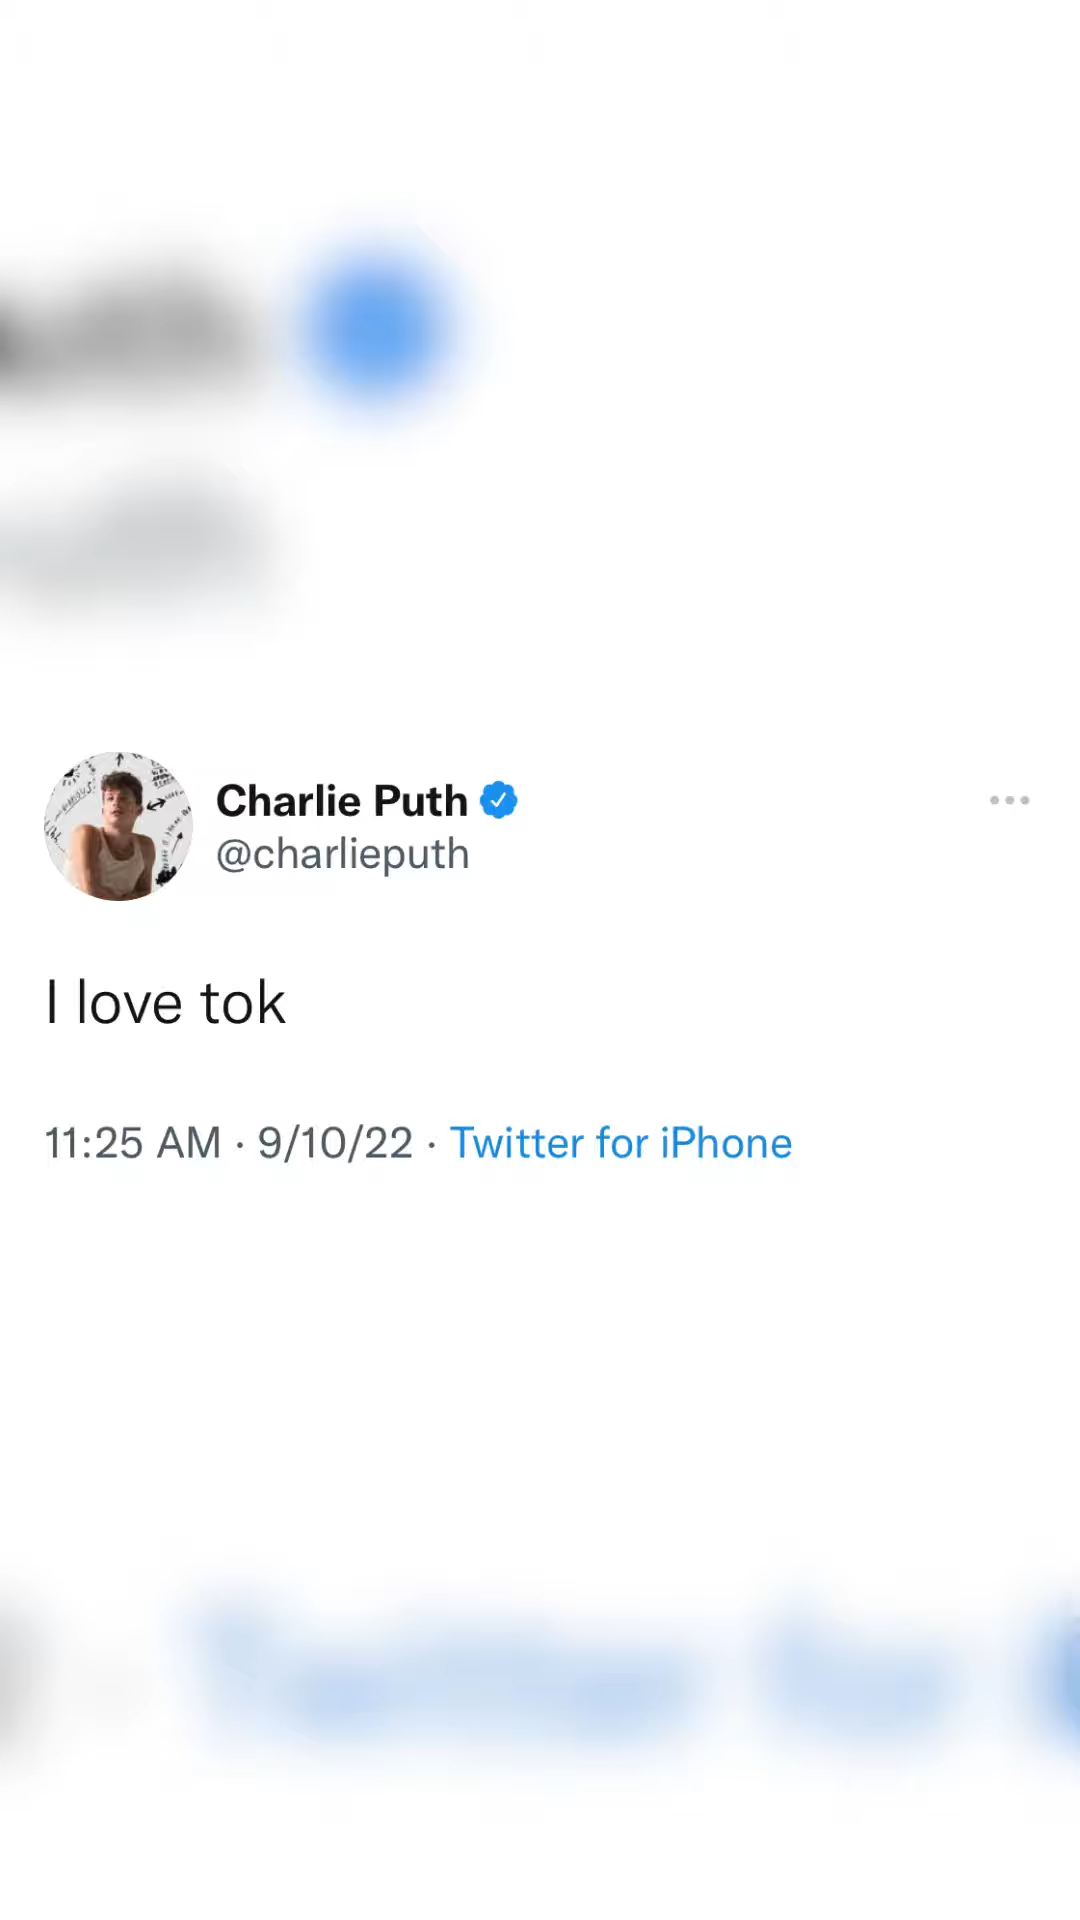 Charlie Puth
@charlieputh
I love tok
11:25 AM · 9/10/22 · Twitter for iPhone